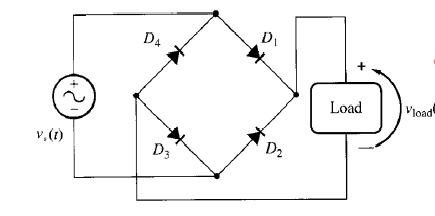 D4 D1
+
+
−
Load
vload(
vs(t)
D3 D2
−